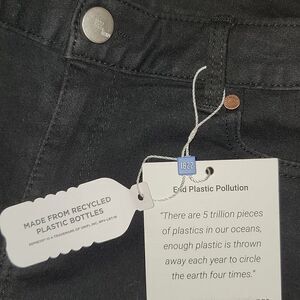 1822
MADE FROM RECYCLED
PLASTIC BOTTLES
End Plastic Pollution
"There are 5 trillion pieces
of plastics in our oceans,
enough plastic is thrown
away each year to circle
the earth four times."